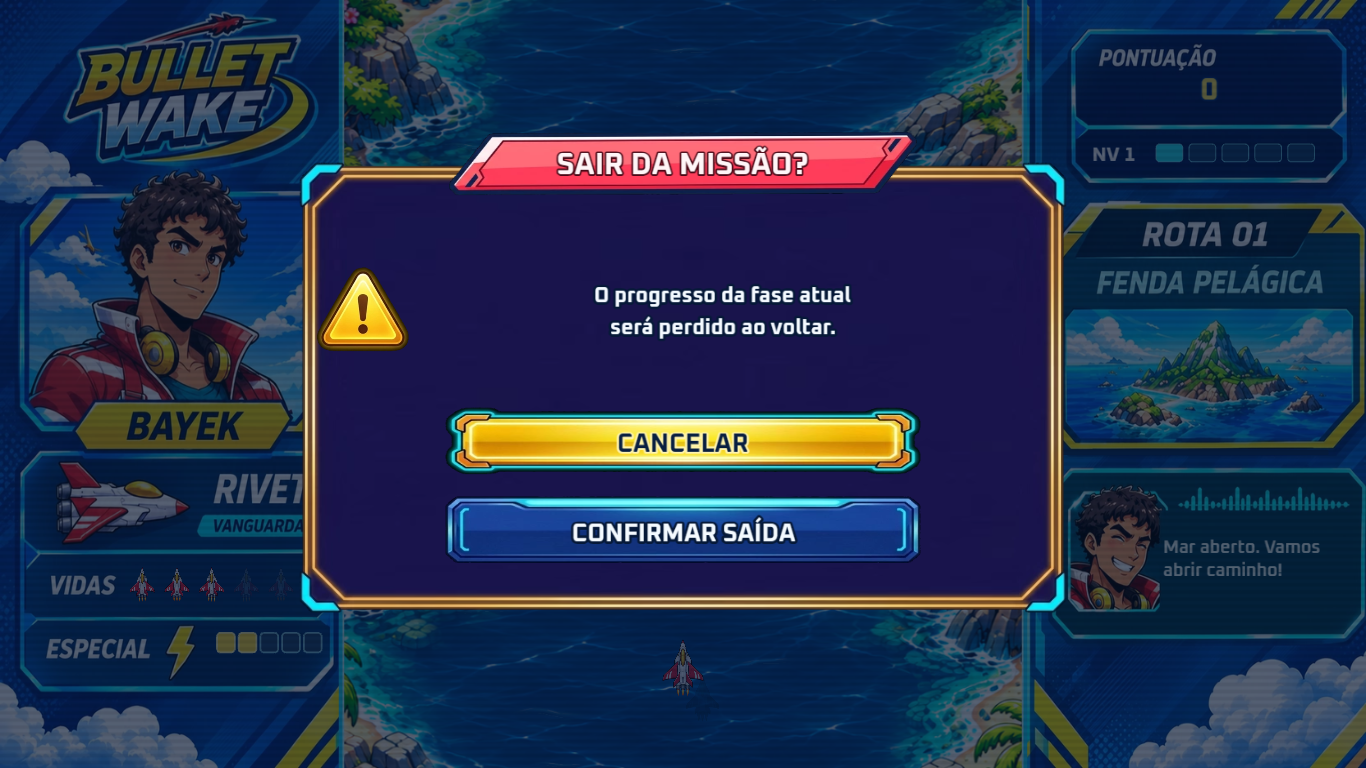 BULLET
WAKE
BAYEK
RIVET
VANGUARDA
VIDAS
ESPECIAL
SAIR DA MISSÃO?
O progresso da fase atual
será perdido ao voltar.
CANCELAR
CONFIRMAR SAÍDA
PONTUAÇÃO
0
NV 1
ROTA 01
FENDA PELÁGICA
Mar aberto. Vamos
abrir caminho!